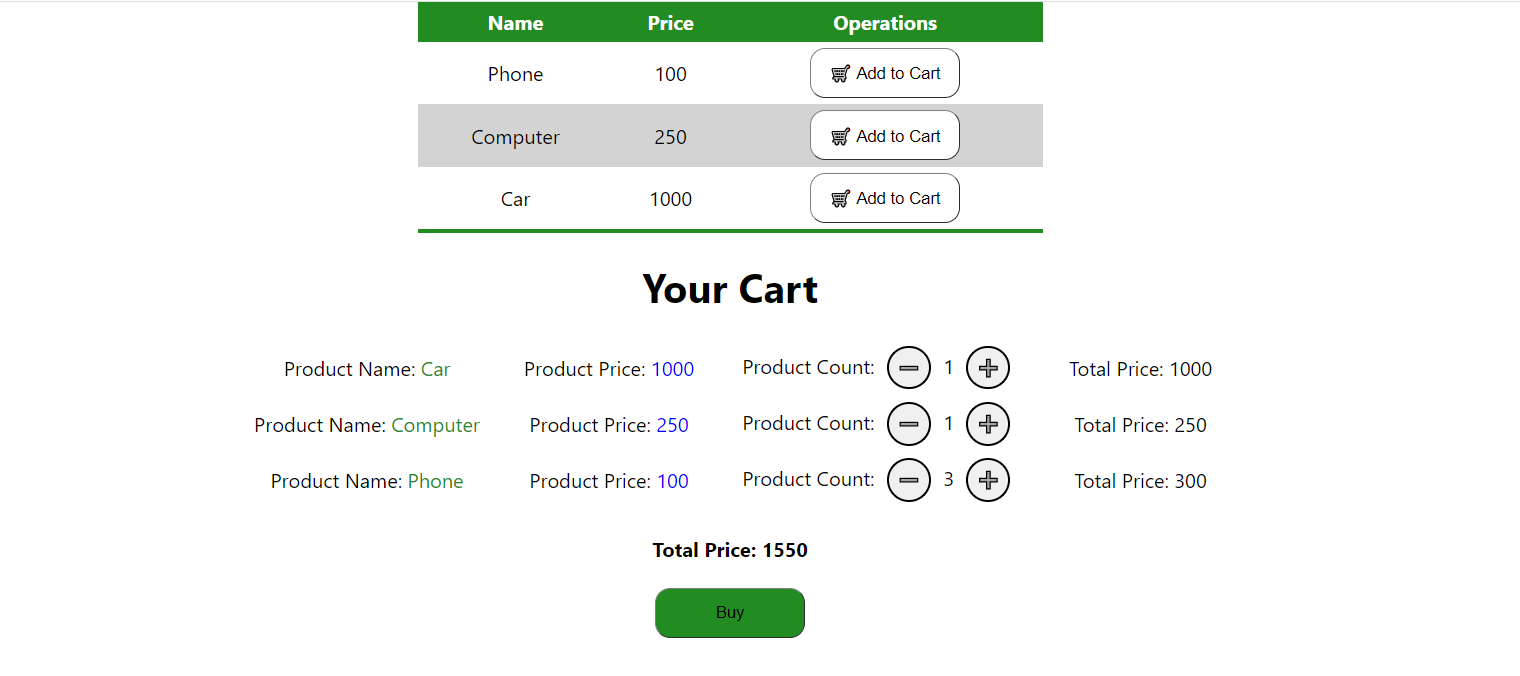 Name Price Operations
Phone 100 Add to Cart
Computer 250 Add to Cart
Car 1000 Add to Cart
Your Cart
Product Name: Car Product Price: 1000 Product Count: 1 Total Price: 1000
Product Name: Computer Product Price: 250 Product Count: 1 Total Price: 250
Product Name: Phone Product Price: 100 Product Count: 3 Total Price: 300
Total Price: 1550
Buy